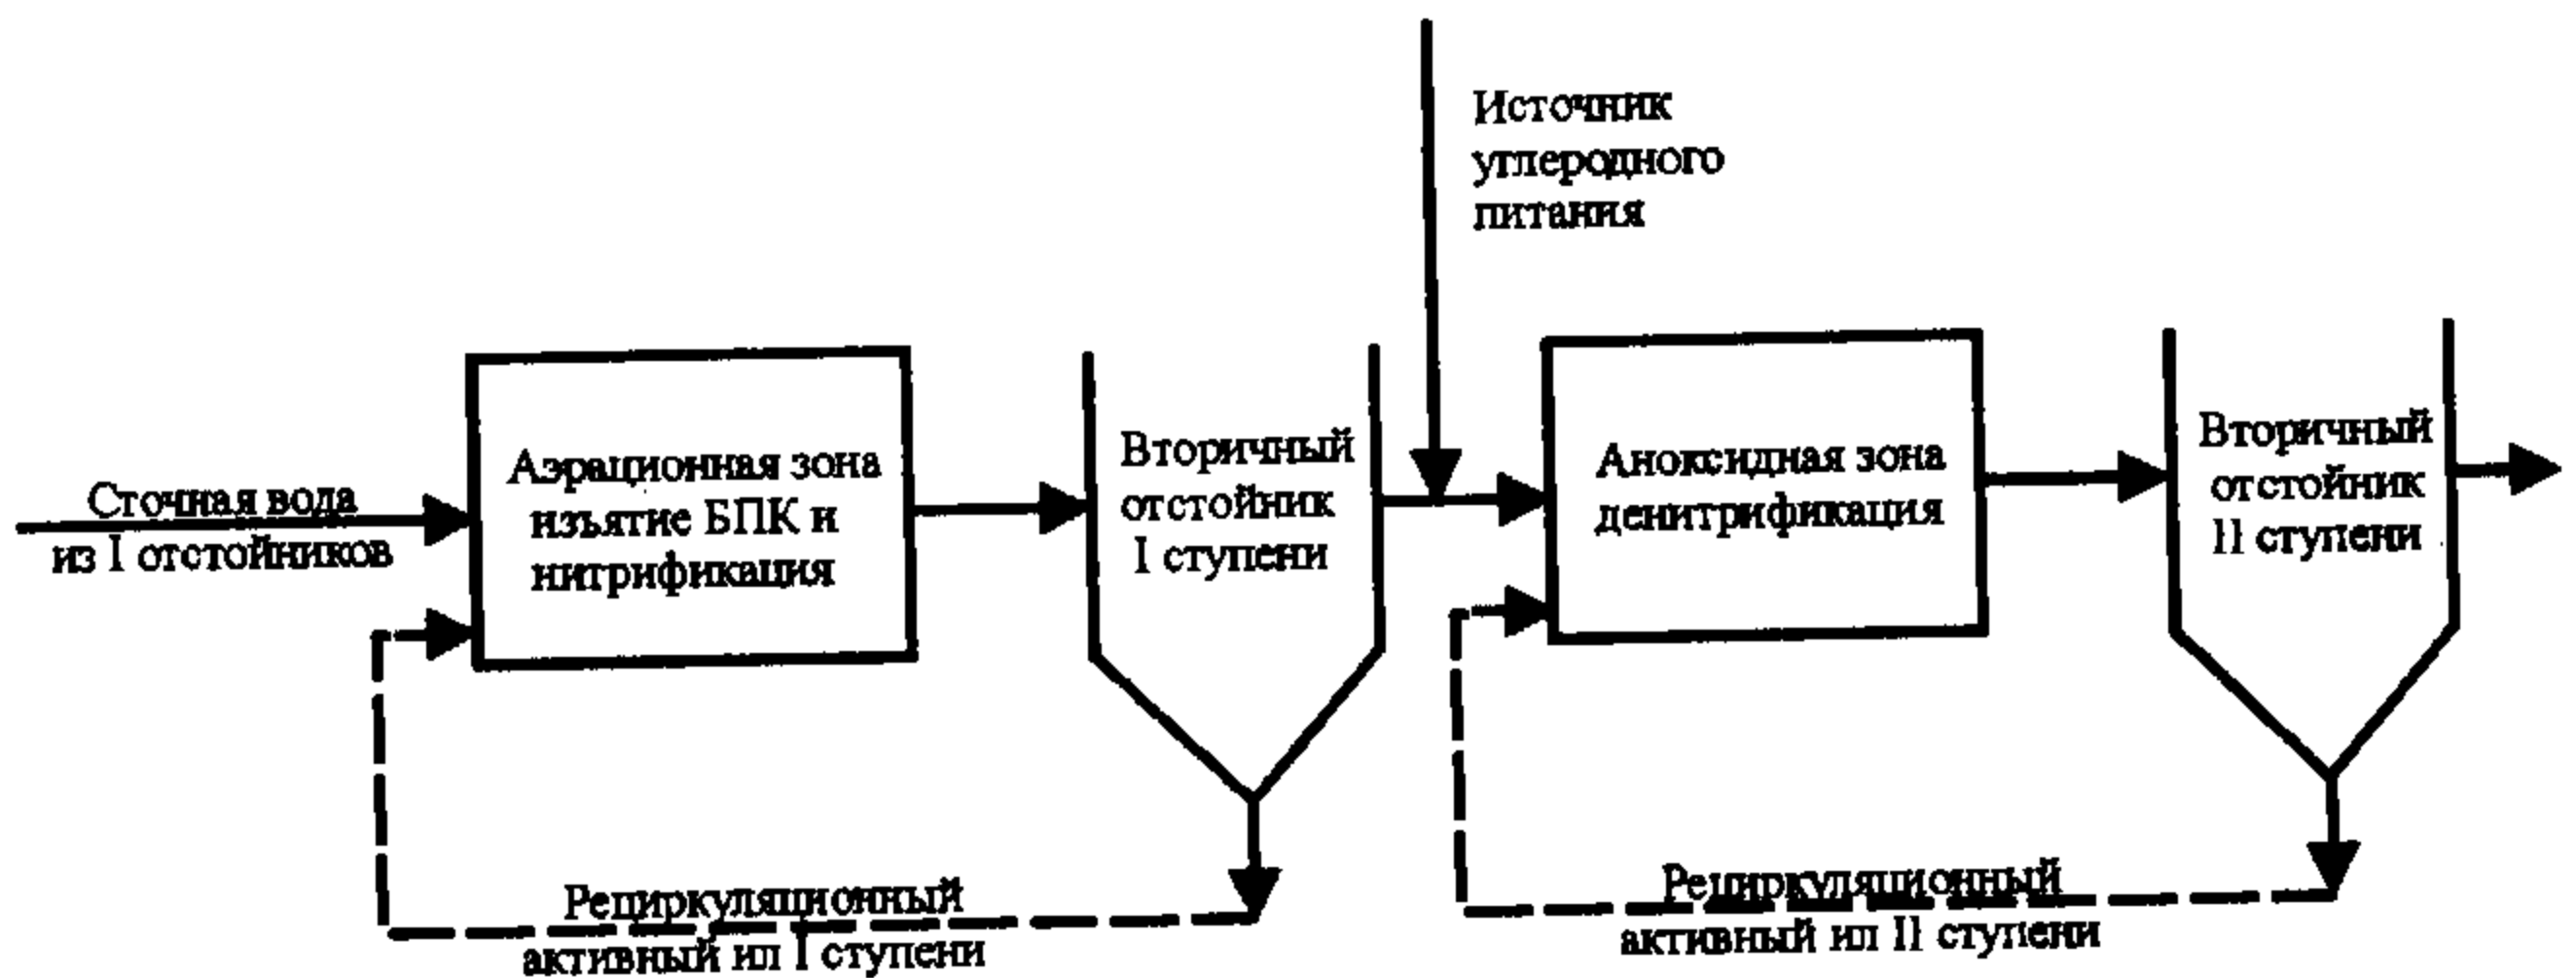 Источник
углеродного
питания
Сточная вода
из I отстойников
Аэрационная зона
изъятие БПК и
нитрификация
Вторичный
отстойник
I ступени
Аноксидная зона
денитрификация
Вторичный
отстойник
II ступени
Рециркуляционный
активный ил I ступени
Рециркуляционный
активный ил II ступени